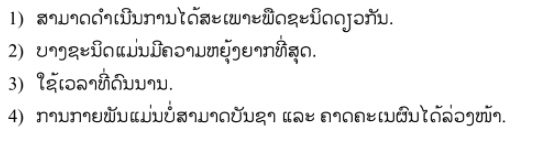 1) ສາມາດດຳເນີນການໄດ້ສະເພາະພືດຊະນິດດຽວກັນ.
2) ບາງຊະນິດແມ່ນມີຄວາມຫຍຸ້ງຍາກທີ່ສຸດ.
3) ໃຊ້ເວລາທີ່ດົນນານ.
4) ການກາຍພັນແມ່ນບໍ່ສາມາດບັນຊາ ແລະ ຄາດຄະເນຜົນໄດ້ລ່ວງໜ້າ.